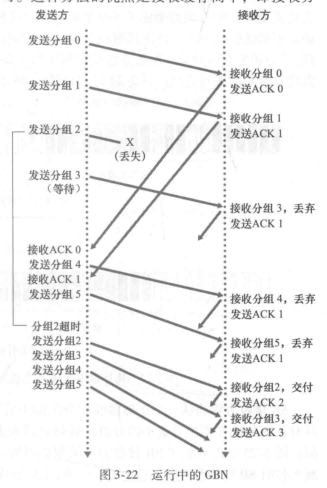 发送方
接收方
发送分组 0
接收分组 0
发送ACK 0
发送分组 1
接收分组 1
发送ACK 1
发送分组 2
X
(丢失)
发送分组 3
(等待)
接收分组 3，丢弃
发送ACK 1
接收ACK 0
发送分组 4
接收ACK 1
发送分组 5
接收分组 4，丢弃
发送ACK 1
接收分组5，丢弃
发送ACK 1
分组2超时
发送分组2
发送分组3
发送分组4
发送分组5
接收分组2，交付
发送ACK 2
接收分组3，交付
发送ACK 3
图 3-22 运行中的 GBN